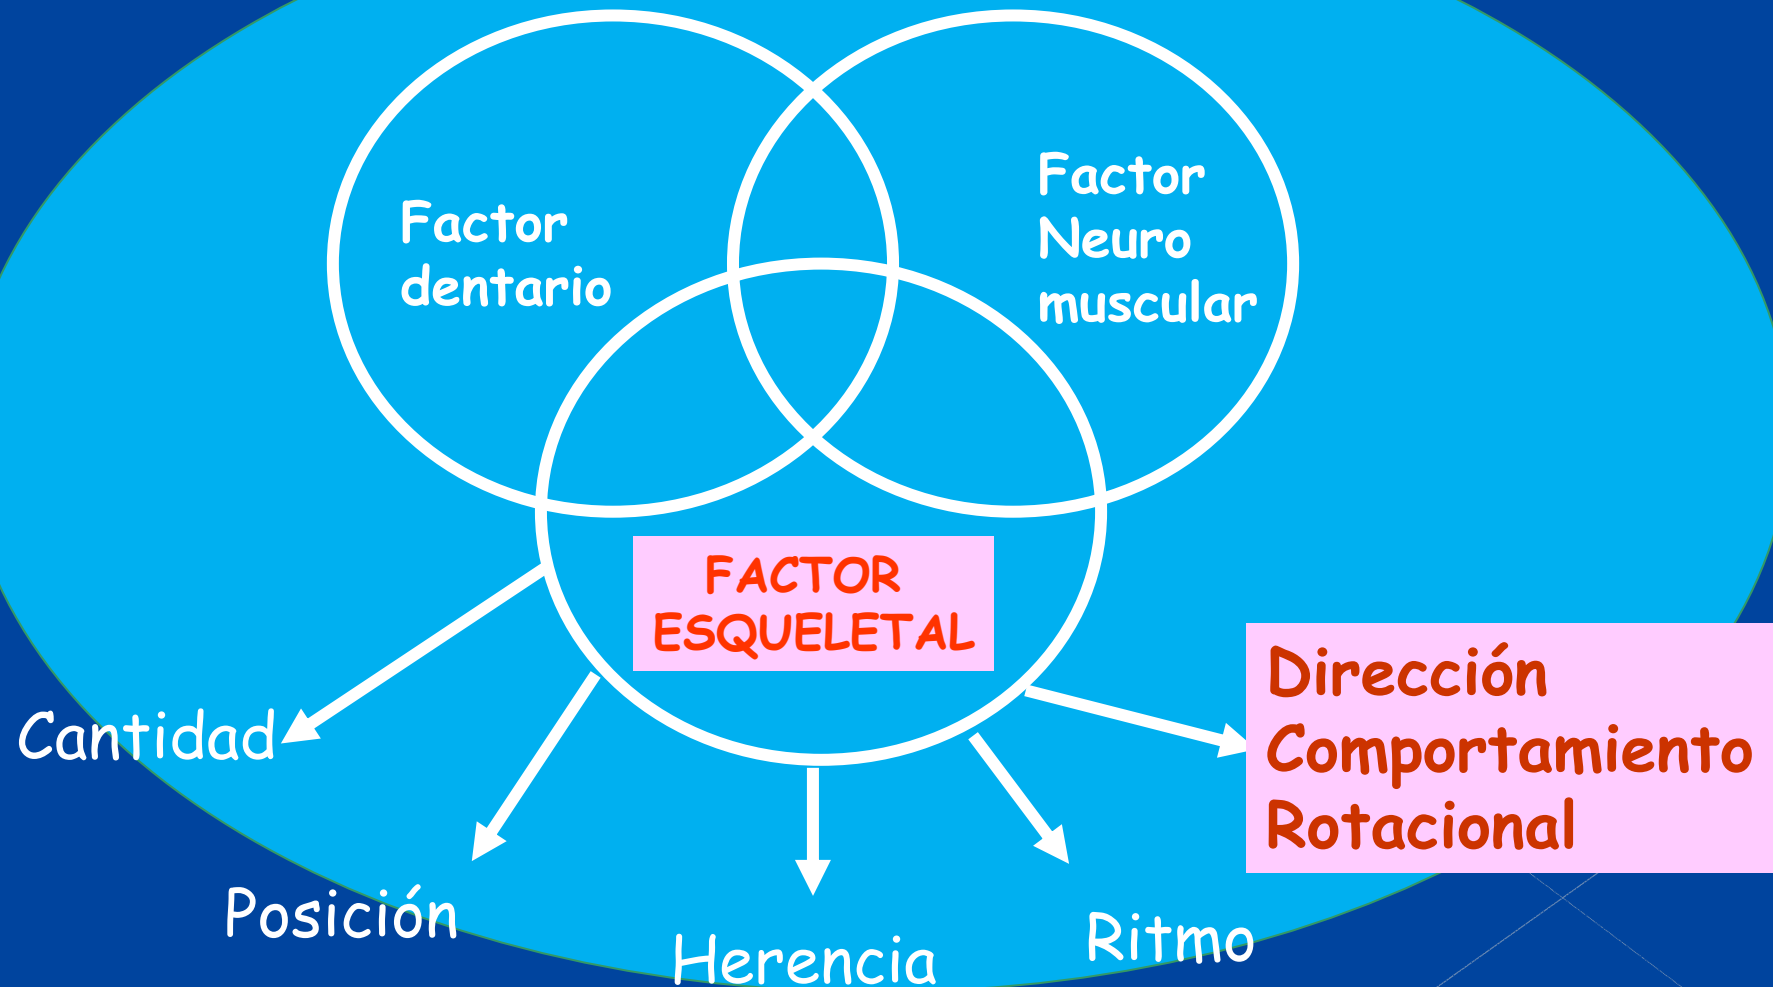 Factor
dentario
Factor
Neuro
muscular
FACTOR
ESQUELETAL
Cantidad
Posición
Herencia
Ritmo
Dirección
Comportamiento
Rotacional